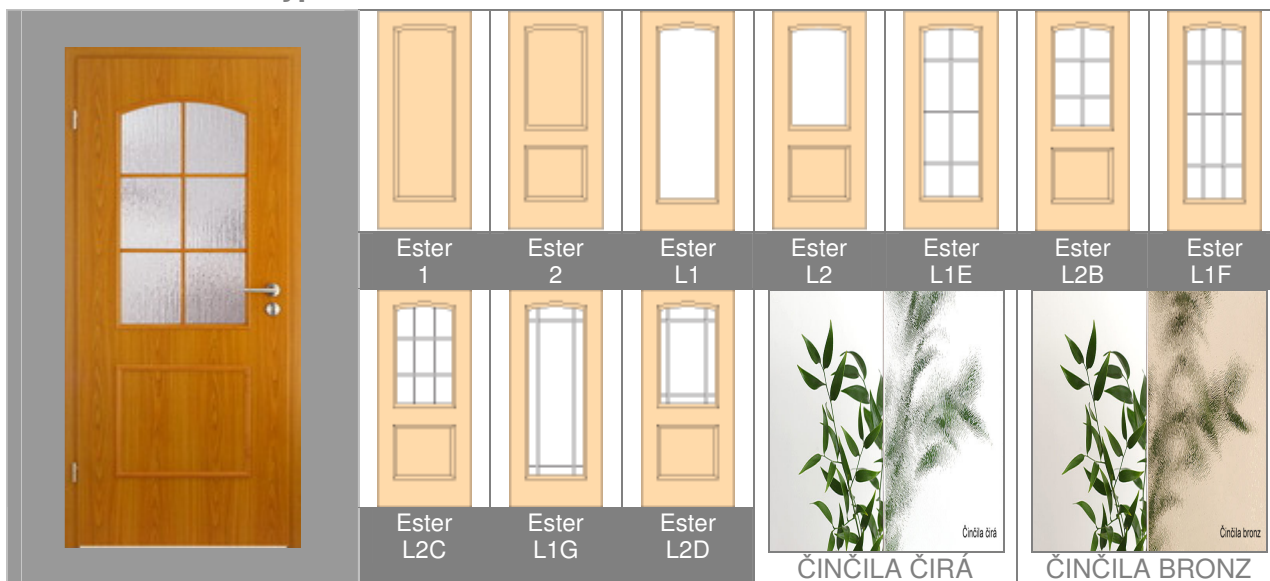 Ester
1
Ester
2
Ester
L1
Ester
L2
Ester
L1E
Ester
L2B
Ester
L1F
Ester
L2C
Ester
L1G
Ester
L2D
Činčila čirá
ČINČILA ČIRÁ
Činčila bronz
ČINČILA BRONZ